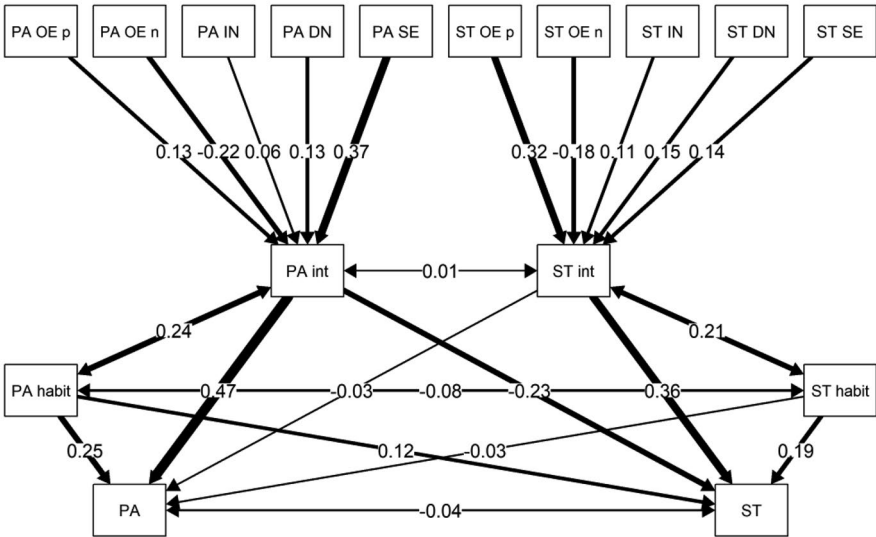 PA OE p PA OE n PA IN PA DN PA SE ST OE p ST OE n ST IN ST DN ST SE
0.13 -0.22 0.06 0.13 0.37 0.32 -0.18 0.11 0.15 0.14
PA int 0.01 ST int
0.24 0.21
PA habit 0.47 -0.03 -0.08 -0.23 0.36 ST habit
0.25 0.12 -0.03 0.19
PA -0.04 ST